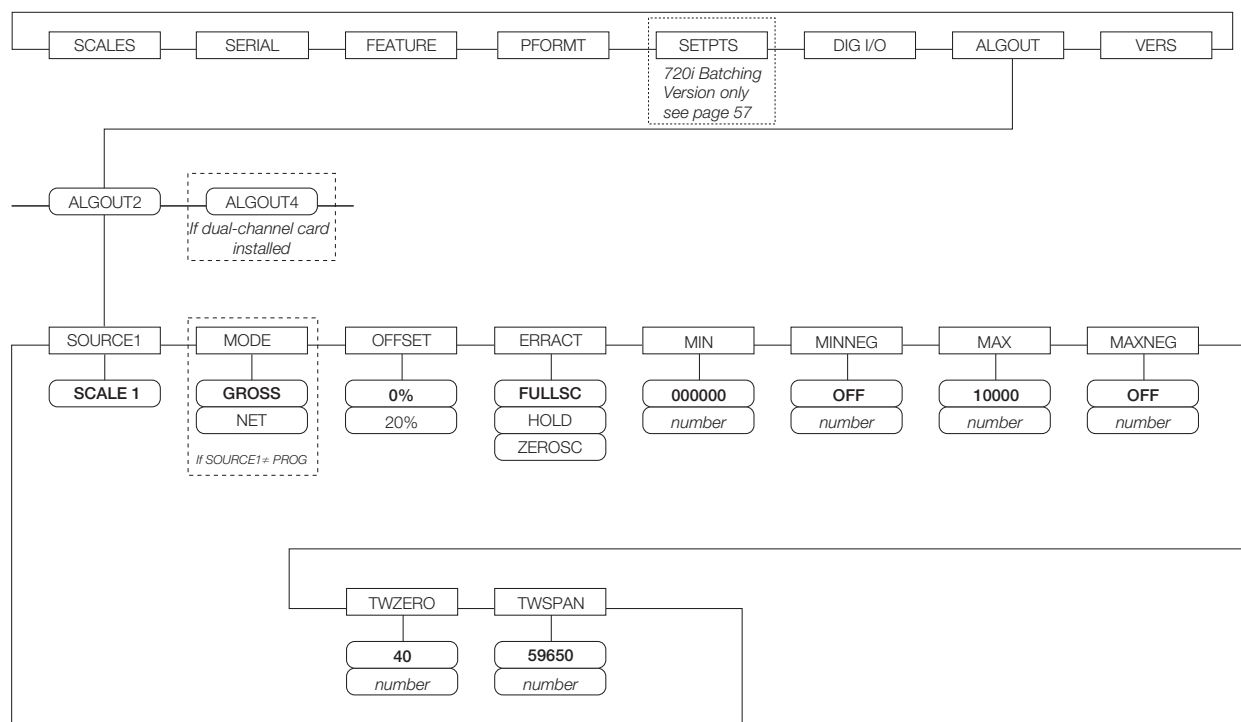 SCALES
SERIAL
FEATURE
PFORMT
SETPTS
DIG I/O
ALGOUT
VERS
720i Batching
Version only
see page 57
ALGOUT2
ALGOUT4
If dual-channel card
installed
SOURCE1
MODE
OFFSET
ERRACT
MIN
MINNEG
MAX
MAXNEG
SCALE 1
GROSS
0%
FULLSC
000000
OFF
10000
OFF
NET
20%
HOLD
number
number
number
number
ZEROSC
If SOURCE1≠ PROG
TWZERO
TWSPAN
40
59650
number
number